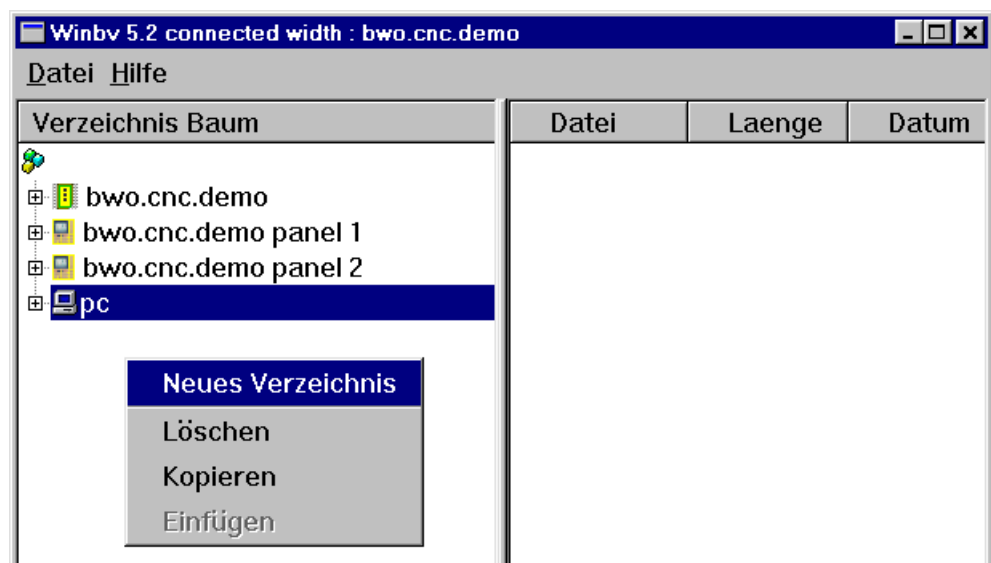 Winbv 5.2 connected width : bwo.cnc.demo
Datei Hilfe
Verzeichnis Baum
Datei Laenge Datum
bwo.cnc.demo
bwo.cnc.demo panel 1
bwo.cnc.demo panel 2
pc
Neues Verzeichnis
Löschen
Kopieren
Einfügen